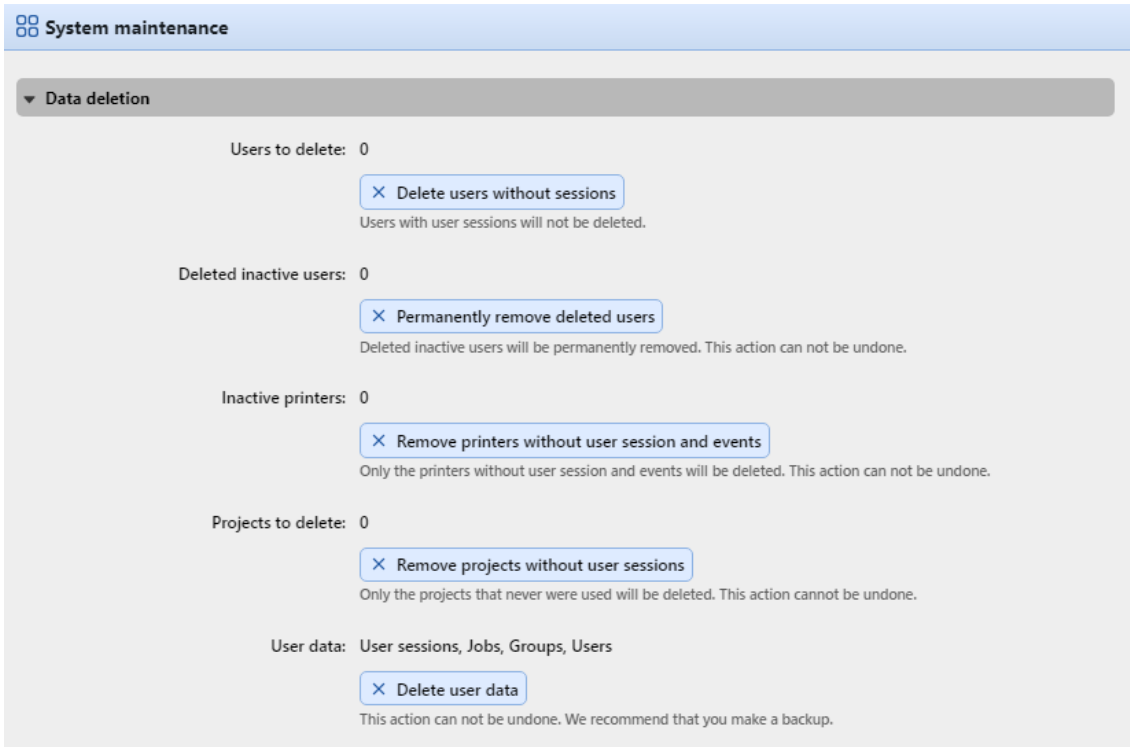 System maintenance
Data deletion
Users to delete: 0
Delete users without sessions
Users with user sessions will not be deleted.
Deleted inactive users: 0
Permanently remove deleted users
Deleted inactive users will be permanently removed. This action can not be undone.
Inactive printers: 0
Remove printers without user session and events
Only the printers without user session and events will be deleted. This action can not be undone.
Projects to delete: 0
Remove projects without user sessions
Only the projects that never were used will be deleted. This action cannot be undone.
User data: User sessions, Jobs, Groups, Users
Delete user data
This action can not be undone. We recommend that you make a backup.